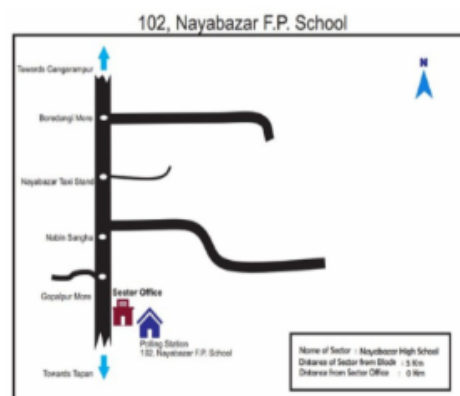 102, Nayabazar F.P. School
Towards Gangarampur
N
Boredangi More
Nayabazar Taxi Stand
Nabin Sangha
Gopalpur More
Sector Office
Polling Station
102, Nayabazar F.P. School
Towards Tapan
Name of Sector : Nayabazar High School
Distance of Sector from Block : 5 Km
Distance from Sector Office : 0 Km